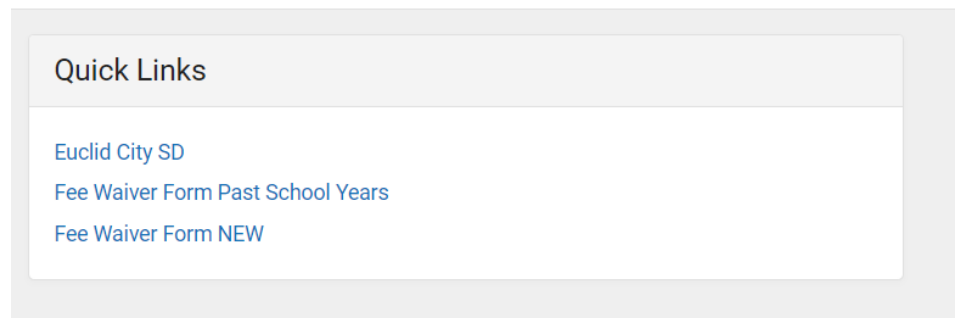 Quick Links
Euclid City SD
Fee Waiver Form Past School Years
Fee Waiver Form NEW